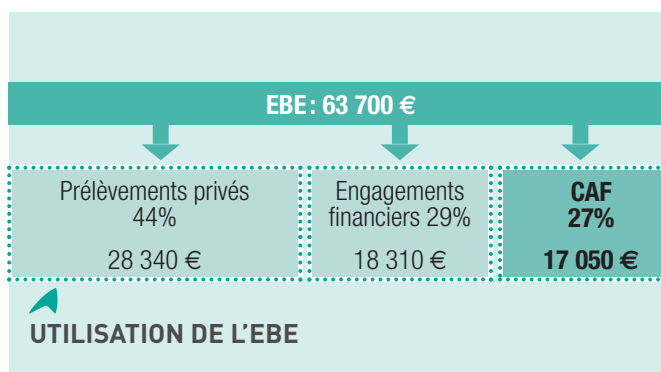 EBE : 63 700 €
Prélèvements privés
44%
28 340 €
Engagements
financiers 29%
18 310 €
CAF
27%
17 050 €
UTILISATION DE L'EBE